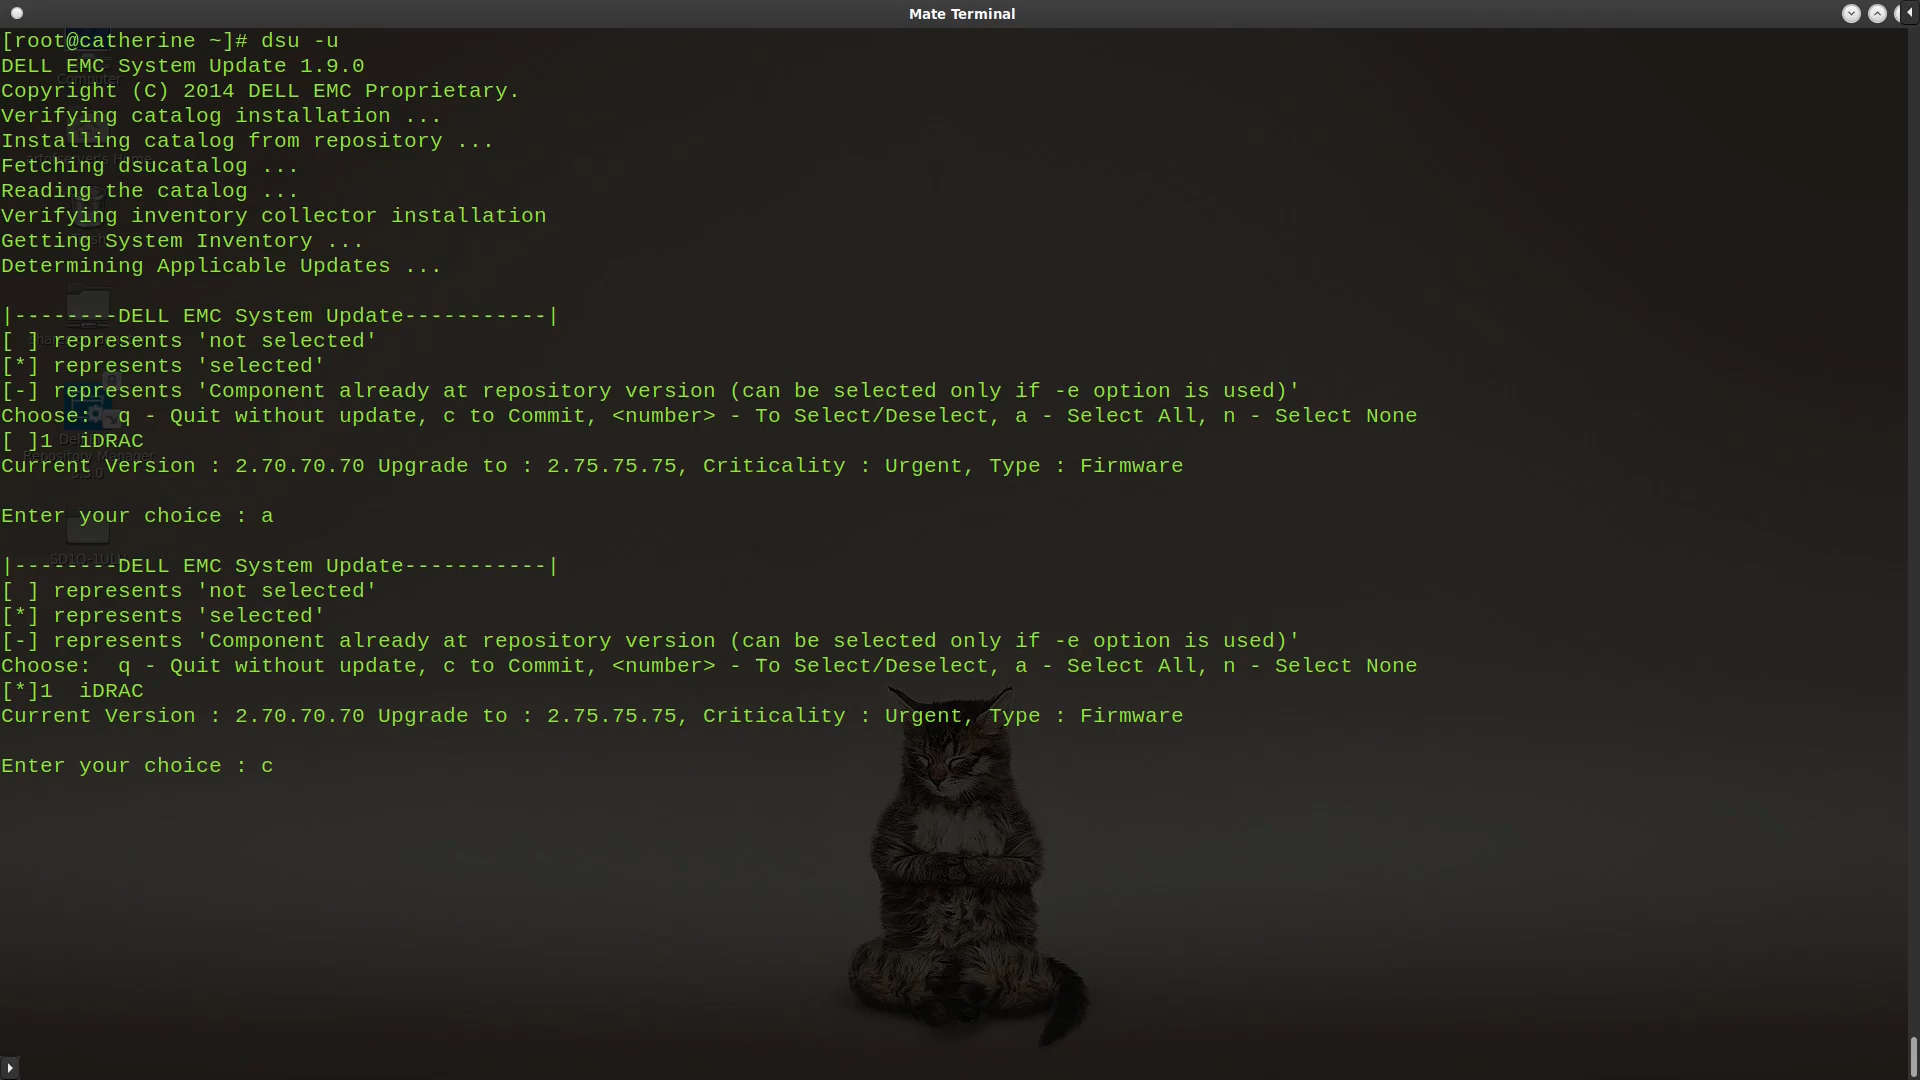 Mate Terminal
[root@catherine ~]# dsu -u
DELL EMC System Update 1.9.0
Copyright (C) 2014 DELL EMC Proprietary.
Verifying catalog installation ...
Installing catalog from repository ...
Fetching dsucatalog ...
Reading the catalog ...
Verifying inventory collector installation
Getting System Inventory ...
Determining Applicable Updates ...
|--------DELL EMC System Update-----------|
[ ] represents 'not selected'
[*] represents 'selected'
[-] represents 'Component already at repository version (can be selected only if -e option is used)'
Choose:  q - Quit without update, c to Commit, <number> - To Select/Deselect, a - Select All, n - Select None
[ ]1  iDRAC
Current Version : 2.70.70.70 Upgrade to : 2.75.75.75, Criticality : Urgent, Type : Firmware
Enter your choice : a
|--------DELL EMC System Update-----------|
[ ] represents 'not selected'
[*] represents 'selected'
[-] represents 'Component already at repository version (can be selected only if -e option is used)'
Choose:  q - Quit without update, c to Commit, <number> - To Select/Deselect, a - Select All, n - Select None
[*]1  iDRAC
Current Version : 2.70.70.70 Upgrade to : 2.75.75.75, Criticality : Urgent, Type : Firmware
Enter your choice : c
Computer
Repository Manager